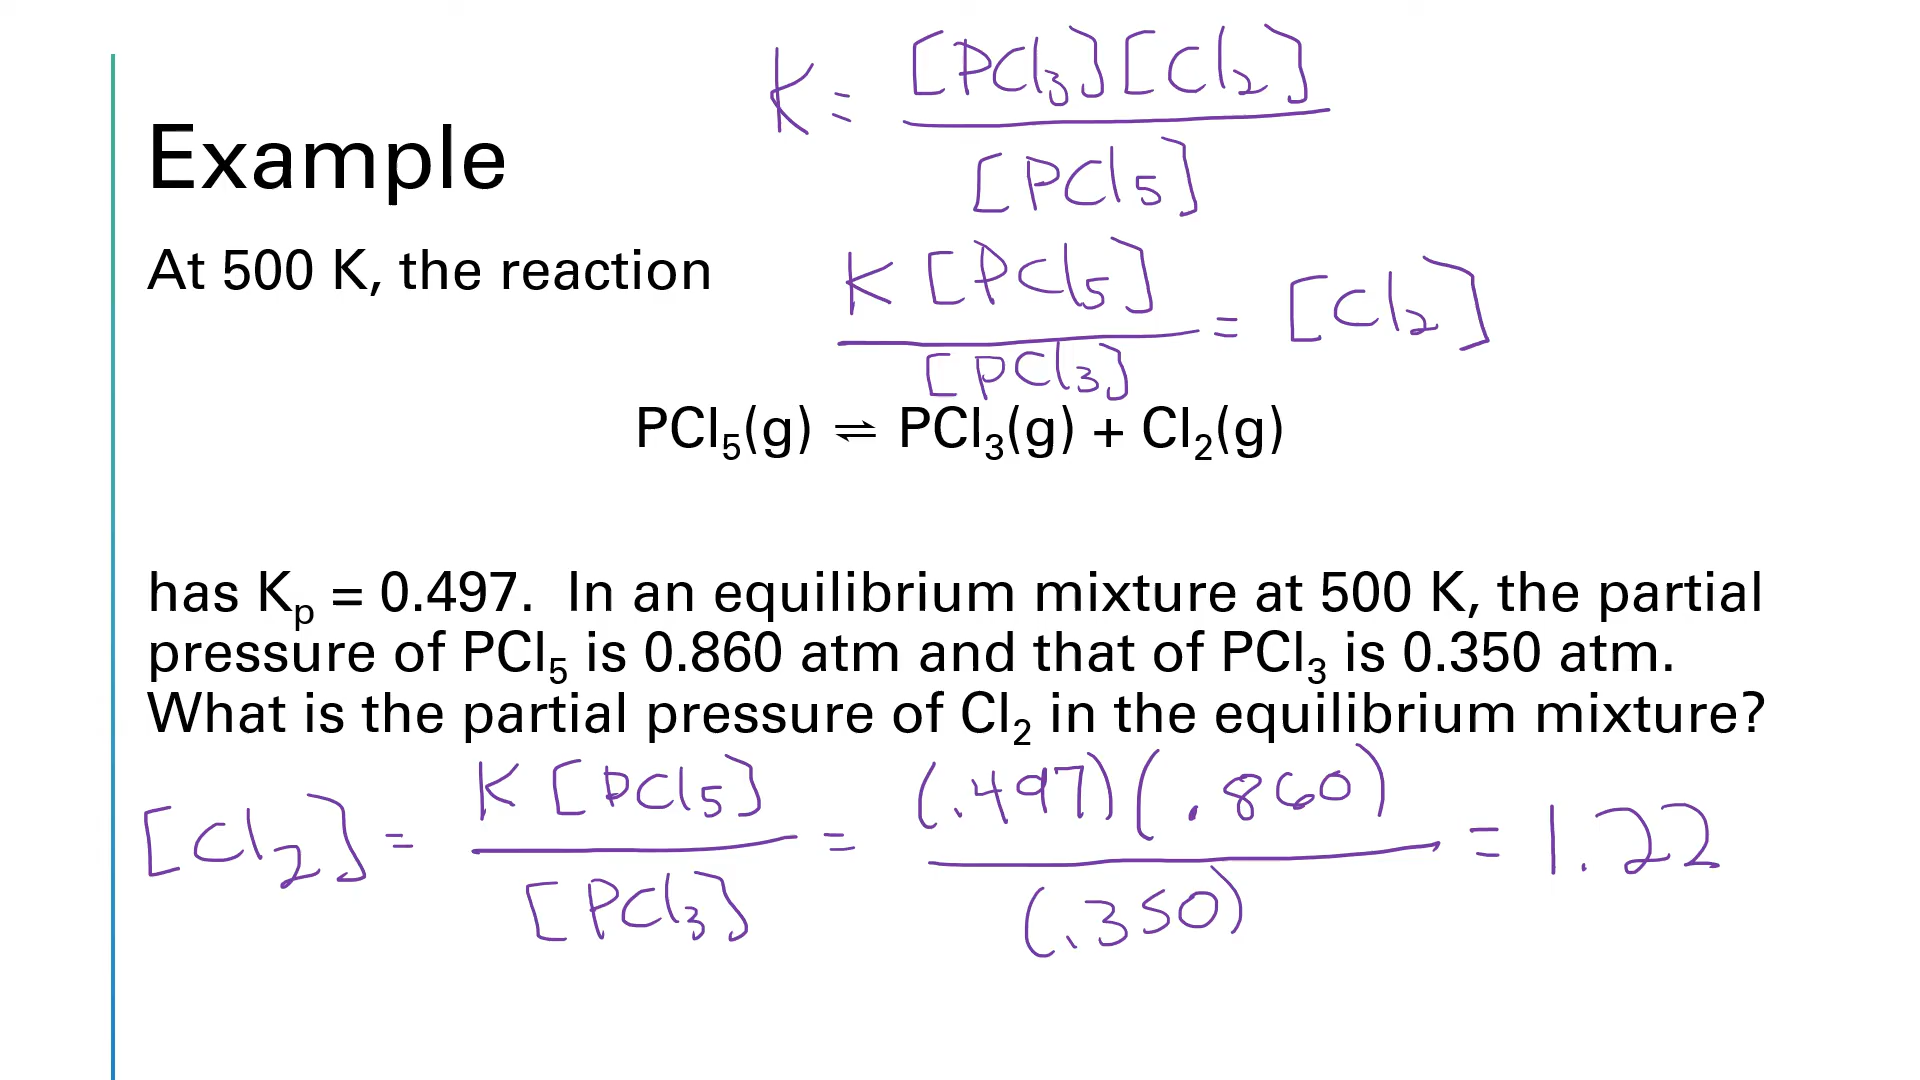 K = [PCl₃][Cl₂] / [PCl₅]
Example
At 500 K, the reaction
K [PCl₅] / [PCl₃] = [Cl₂]
PCl₅(g) ⇌ PCl₃(g) + Cl₂(g)
has Kₚ = 0.497. In an equilibrium mixture at 500 K, the partial
pressure of PCl₅ is 0.860 atm and that of PCl₃ is 0.350 atm.
What is the partial pressure of Cl₂ in the equilibrium mixture?
[Cl₂] = K [PCl₅] / [PCl₃] = (.497)(.860) / (.350) = 1.22